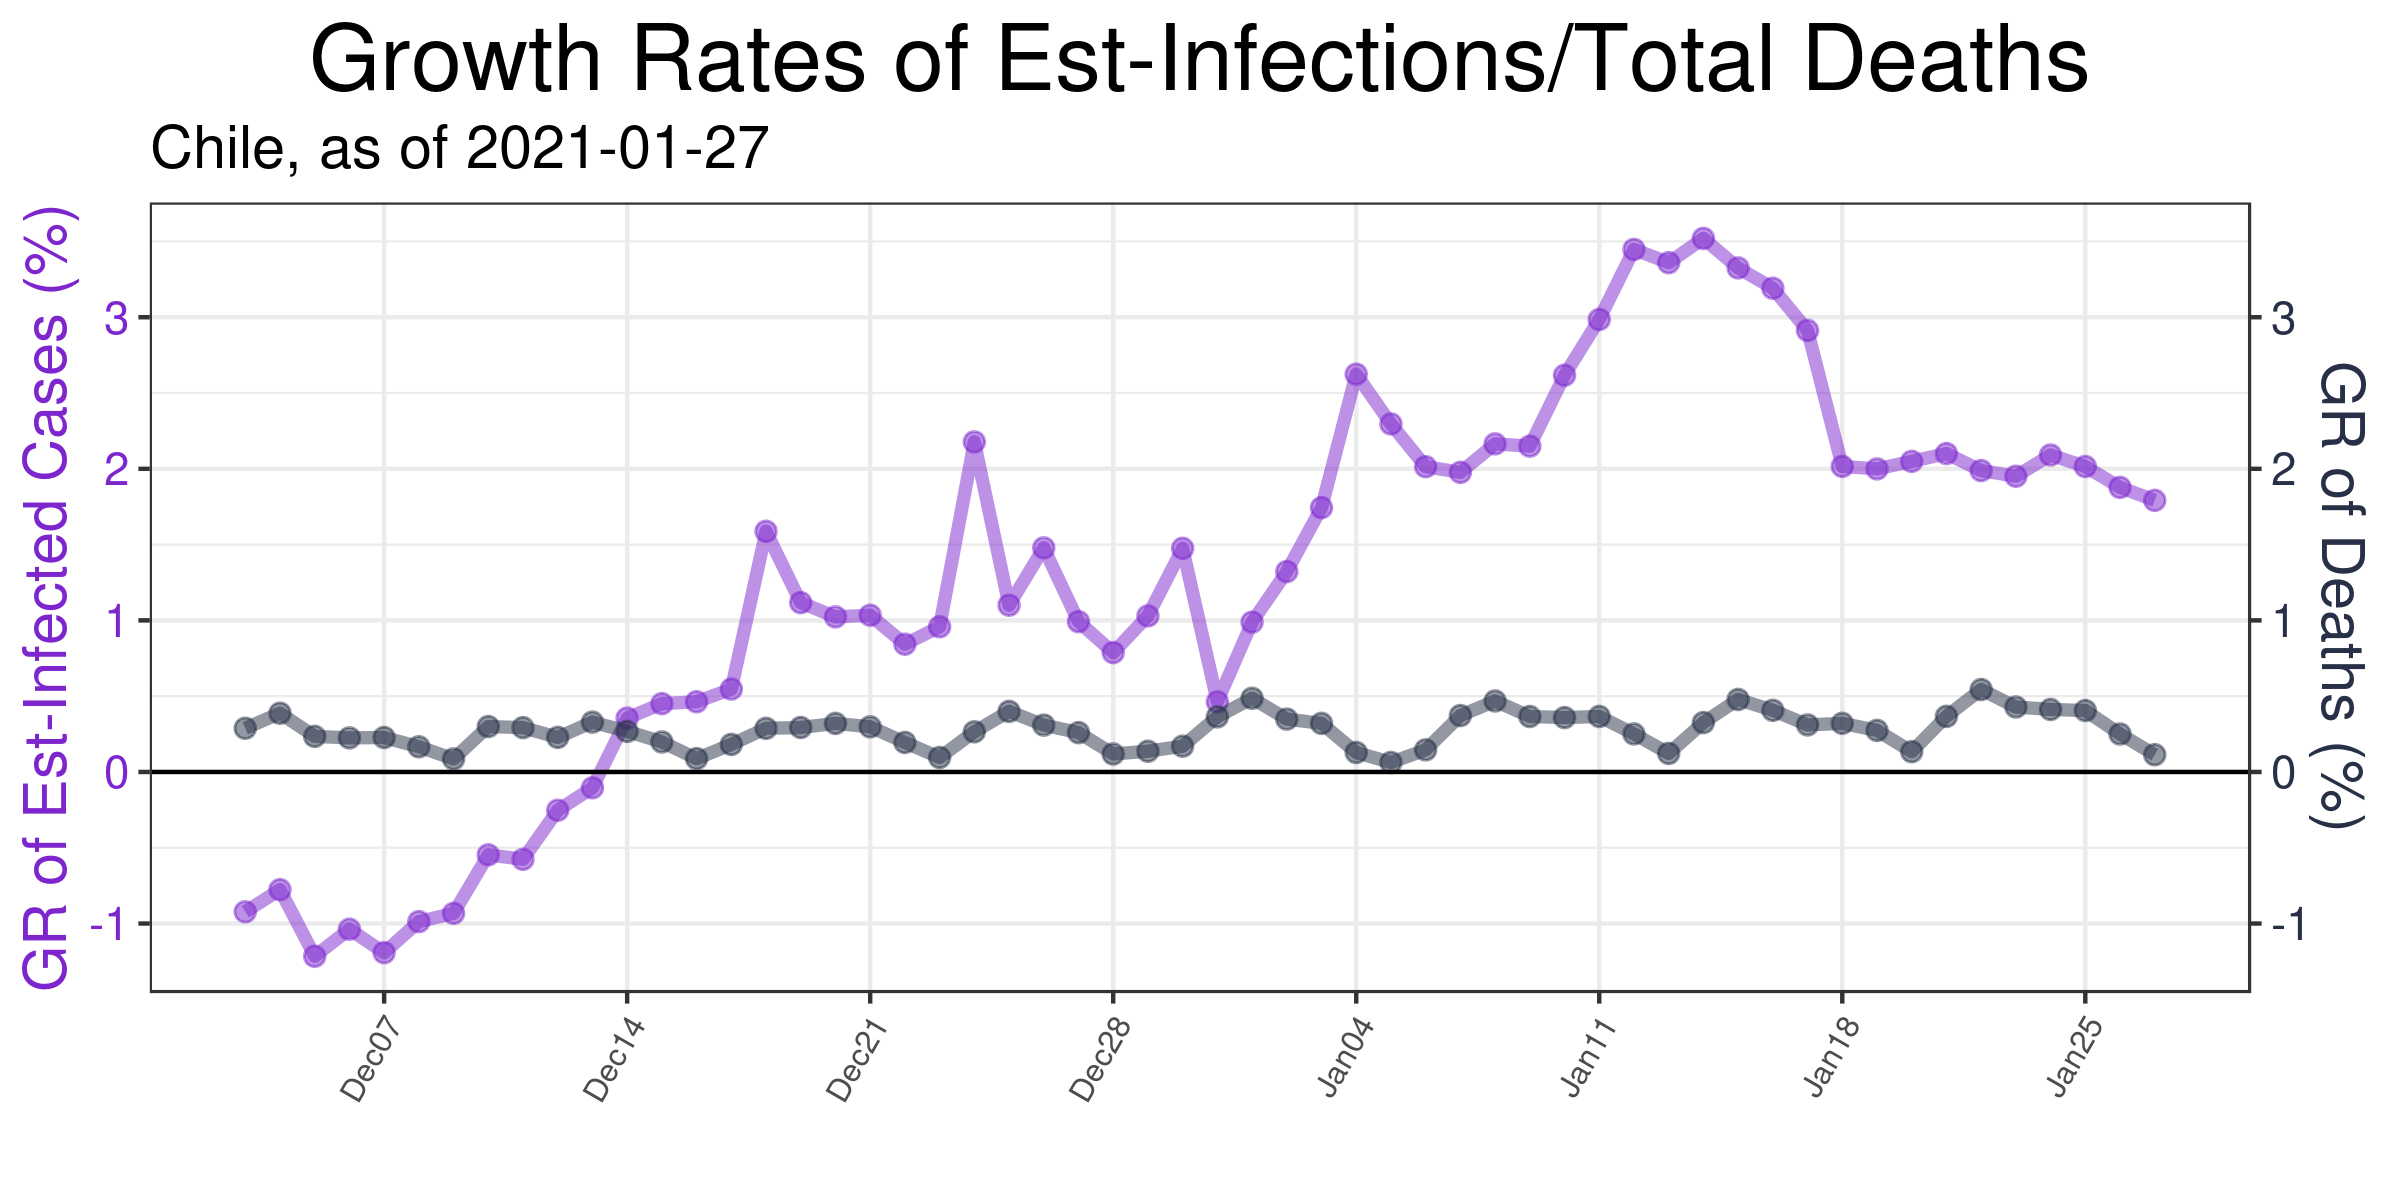 Growth Rates of Est-Infections/Total Deaths
Chile, as of 2021-01-27
GR of Est-Infected Cases (%)
3
2
1
0
-1
3
2
1
0
-1
GR of Deaths (%)
Dec07
Dec14
Dec21
Dec28
Jan04
Jan11
Jan18
Jan25